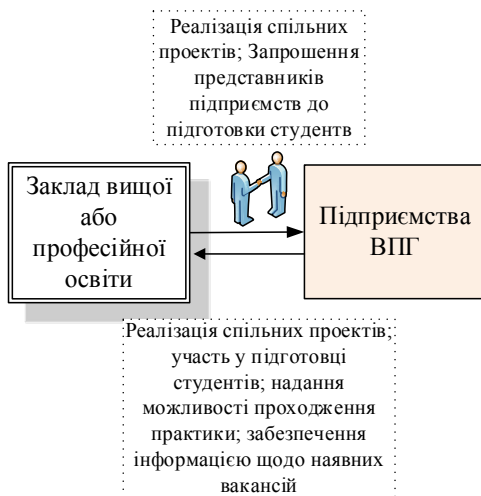 Реалізація спільних
проектів; Запрошення
представників
підприємств до
підготовки студентв
Заклад вищої
або
професійної
освіти
Підприємства
ВПГ
Реалізація спільних проектів;
участь у підготовці
студентів; надання
можливості проходження
практики; забезпечення
інформацією щодо наявних
вакансій